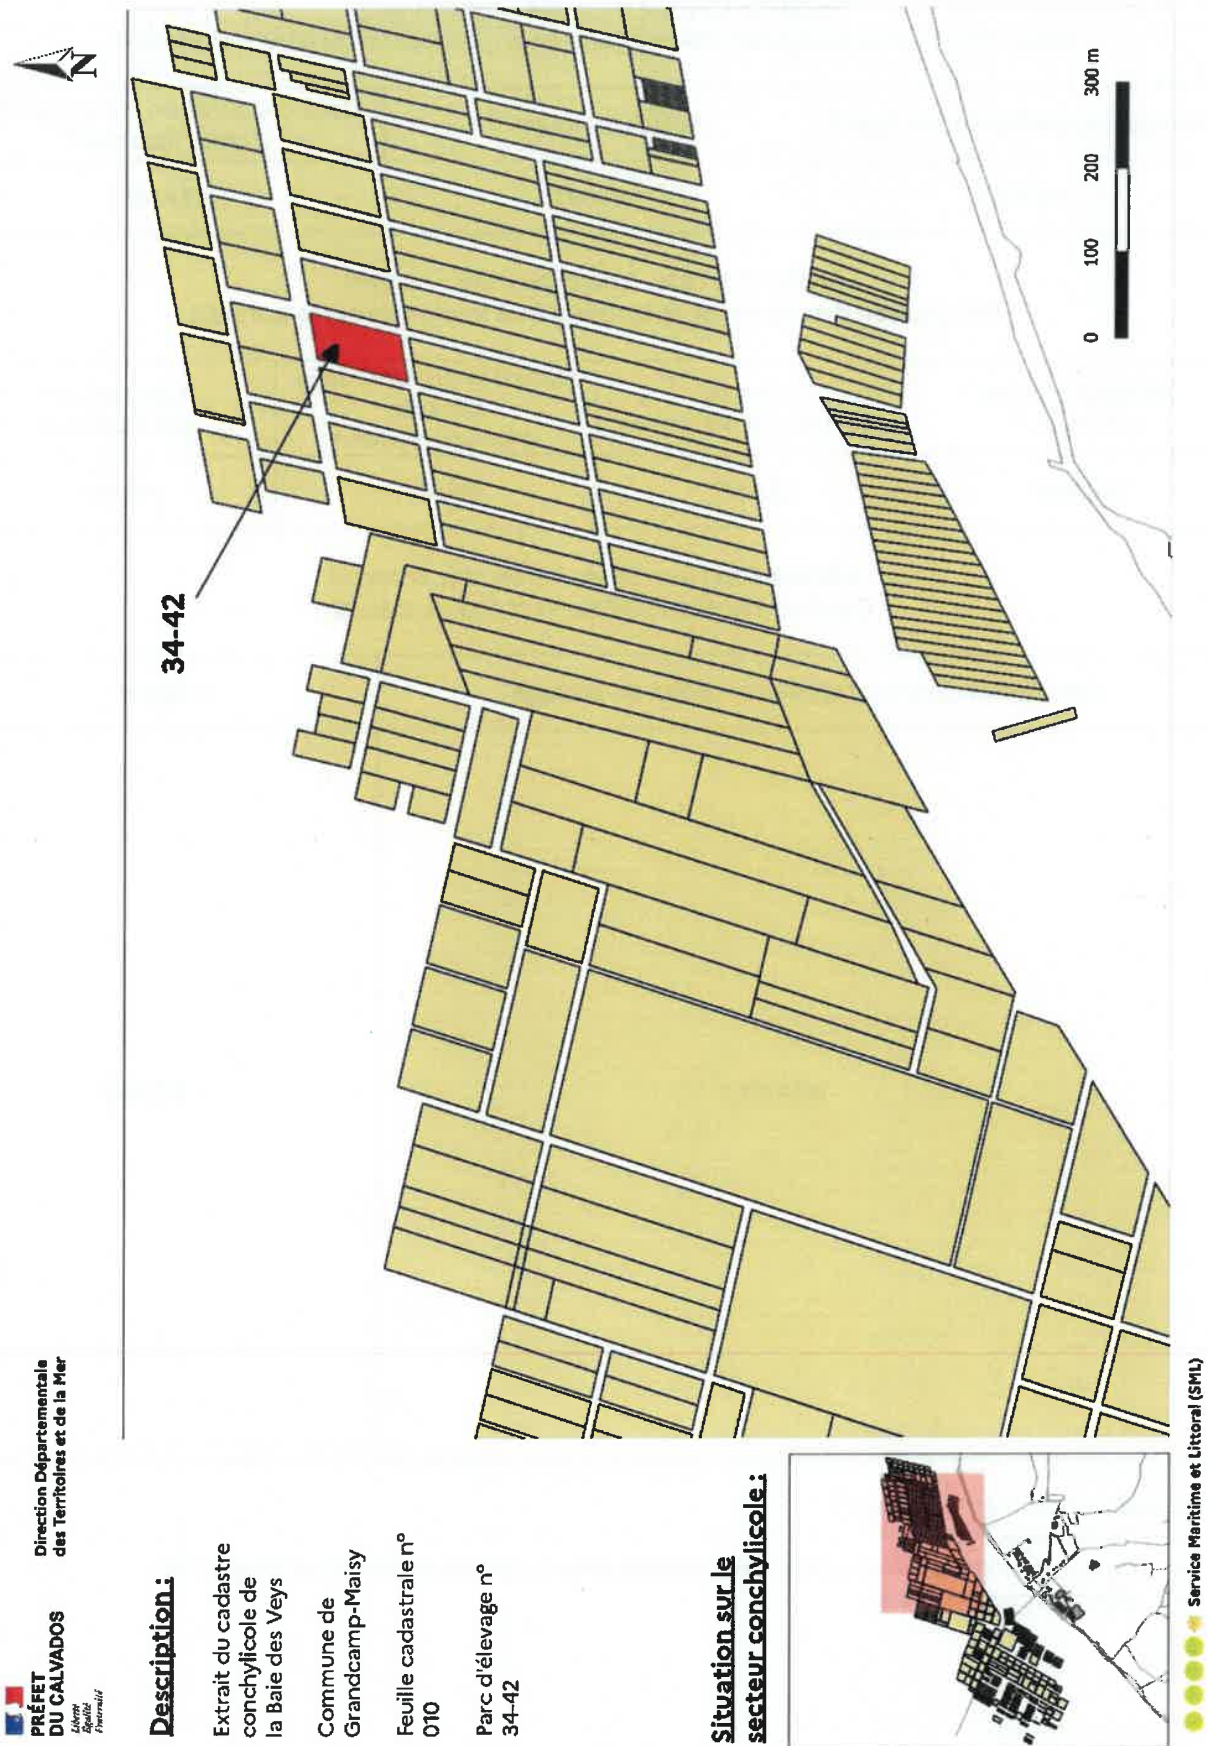 PRÉFET
DU CALVADOS
Liberté
Égalité
Fraternité
Direction Départementale
des Territoires et de la Mer
Description :
Extrait du cadastre
conchylicole de
la Baie des Veys
Commune de
Grandcamp-Maisy
Feuille cadastrale n°
010
Parc d'élevage n°
34-42
Situation sur le
secteur conchylicole :
34-42
N
0 100 200 300 m
Service Maritime et Littoral (SML)